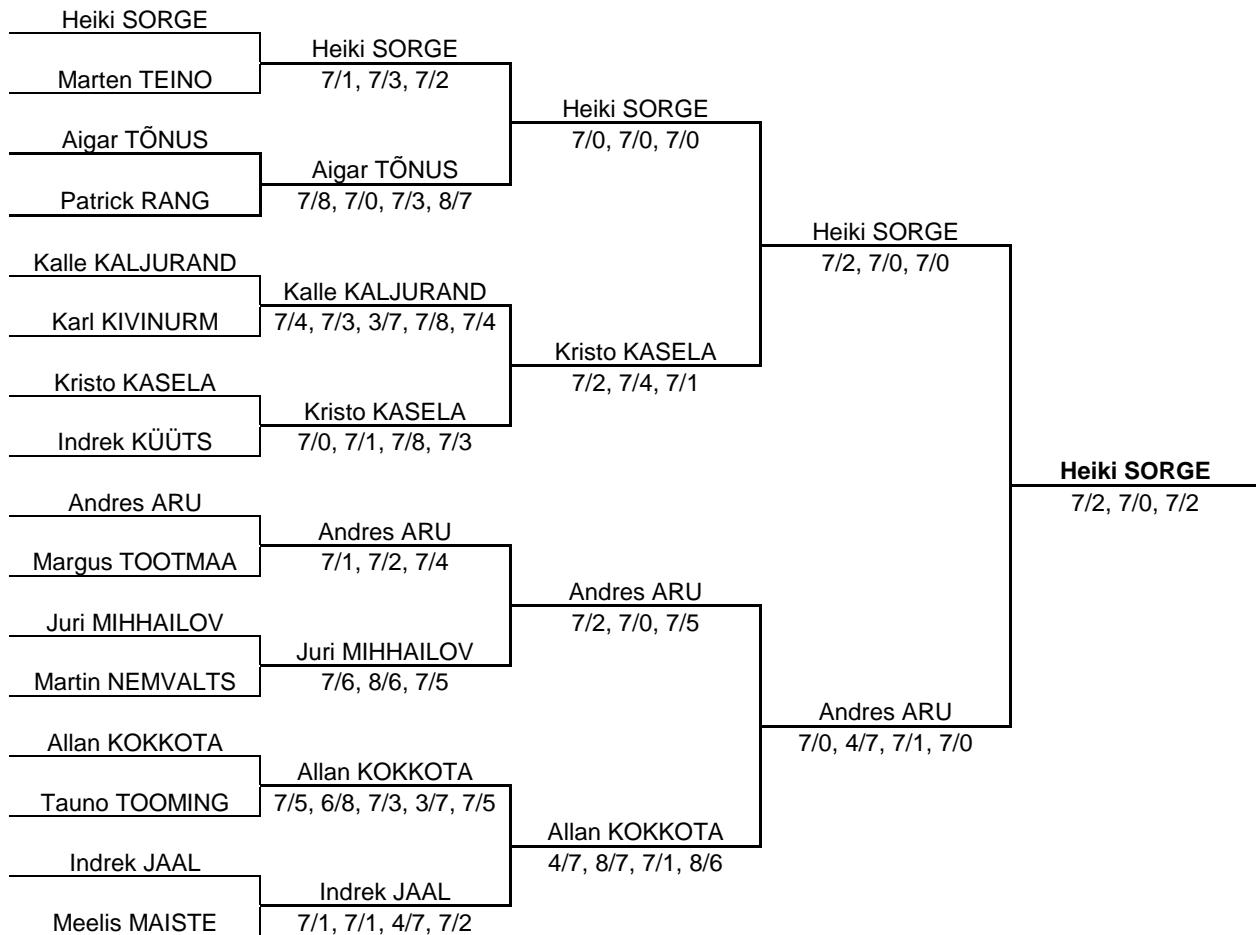 Heiki SORGE
Heiki SORGE
Marten TEINO
7/1, 7/3, 7/2
Heiki SORGE
Aigar TÕNUS
7/0, 7/0, 7/0
Aigar TÕNUS
Patrick RANG
7/8, 7/0, 7/3, 8/7
Heiki SORGE
Kalle KALJURAND
7/2, 7/0, 7/0
Kalle KALJURAND
Karl KIVINURM
7/4, 7/3, 3/7, 7/8, 7/4
Kristo KASELA
Kristo KASELA
7/2, 7/4, 7/1
Kristo KASELA
Indrek KÜÜTS
7/0, 7/1, 7/8, 7/3
Heiki SORGE
Andres ARU
7/2, 7/0, 7/2
Andres ARU
Margus TOOTMAA
7/1, 7/2, 7/4
Andres ARU
Juri MIHHAILOV
7/2, 7/0, 7/5
Juri MIHHAILOV
Martin NEMVALTS
7/6, 8/6, 7/5
Andres ARU
Allan KOKKOTA
7/0, 4/7, 7/1, 7/0
Allan KOKKOTA
Tauno TOOMING
7/5, 6/8, 7/3, 3/7, 7/5
Allan KOKKOTA
Indrek JAAL
4/7, 8/7, 7/1, 8/6
Indrek JAAL
Meelis MAISTE
7/1, 7/1, 4/7, 7/2